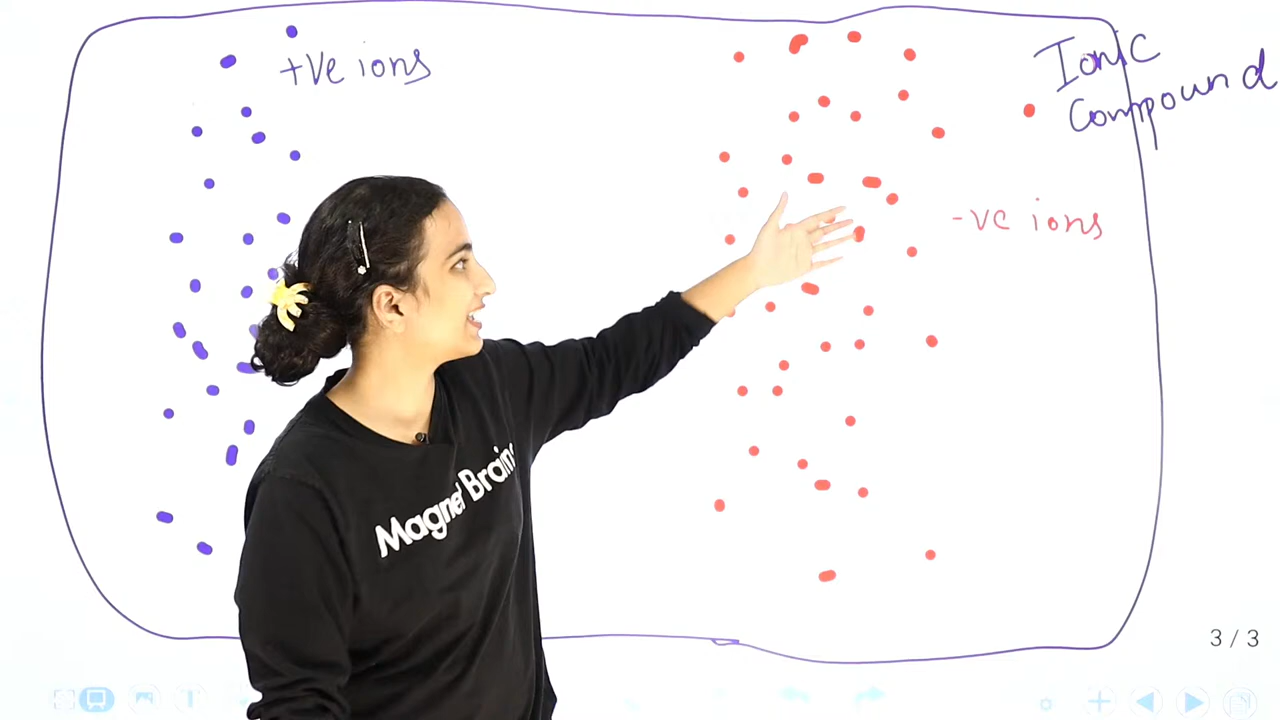 +ve ions
Ionic
Compound
-ve ions
Magnet Brains
3 / 3